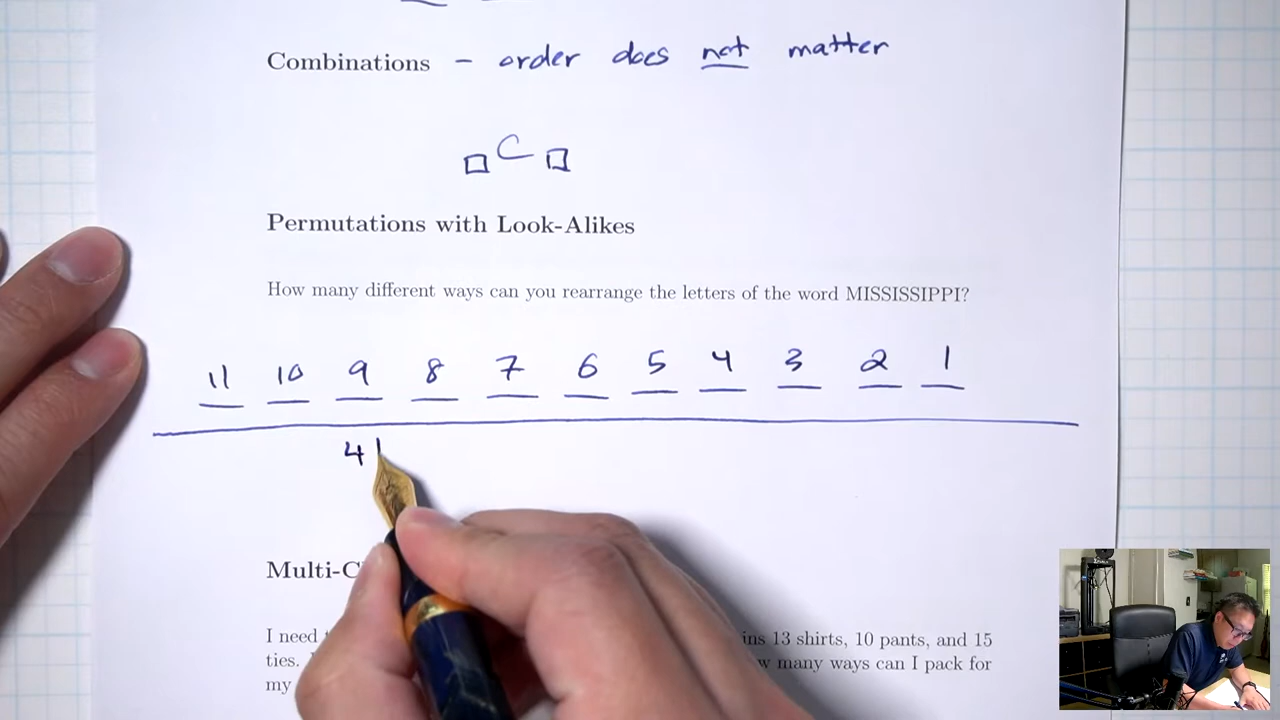 Combinations – order does not matter
□ C □
Permutations with Look-Alikes
How many different ways can you rearrange the letters of the word MISSISSIPPI?
11 10 9 8 7 6 5 4 3 2 1
4
Multi-C
I need ins 13 shirts, 10 pants, and 15
ties. w many ways can I pack for
my